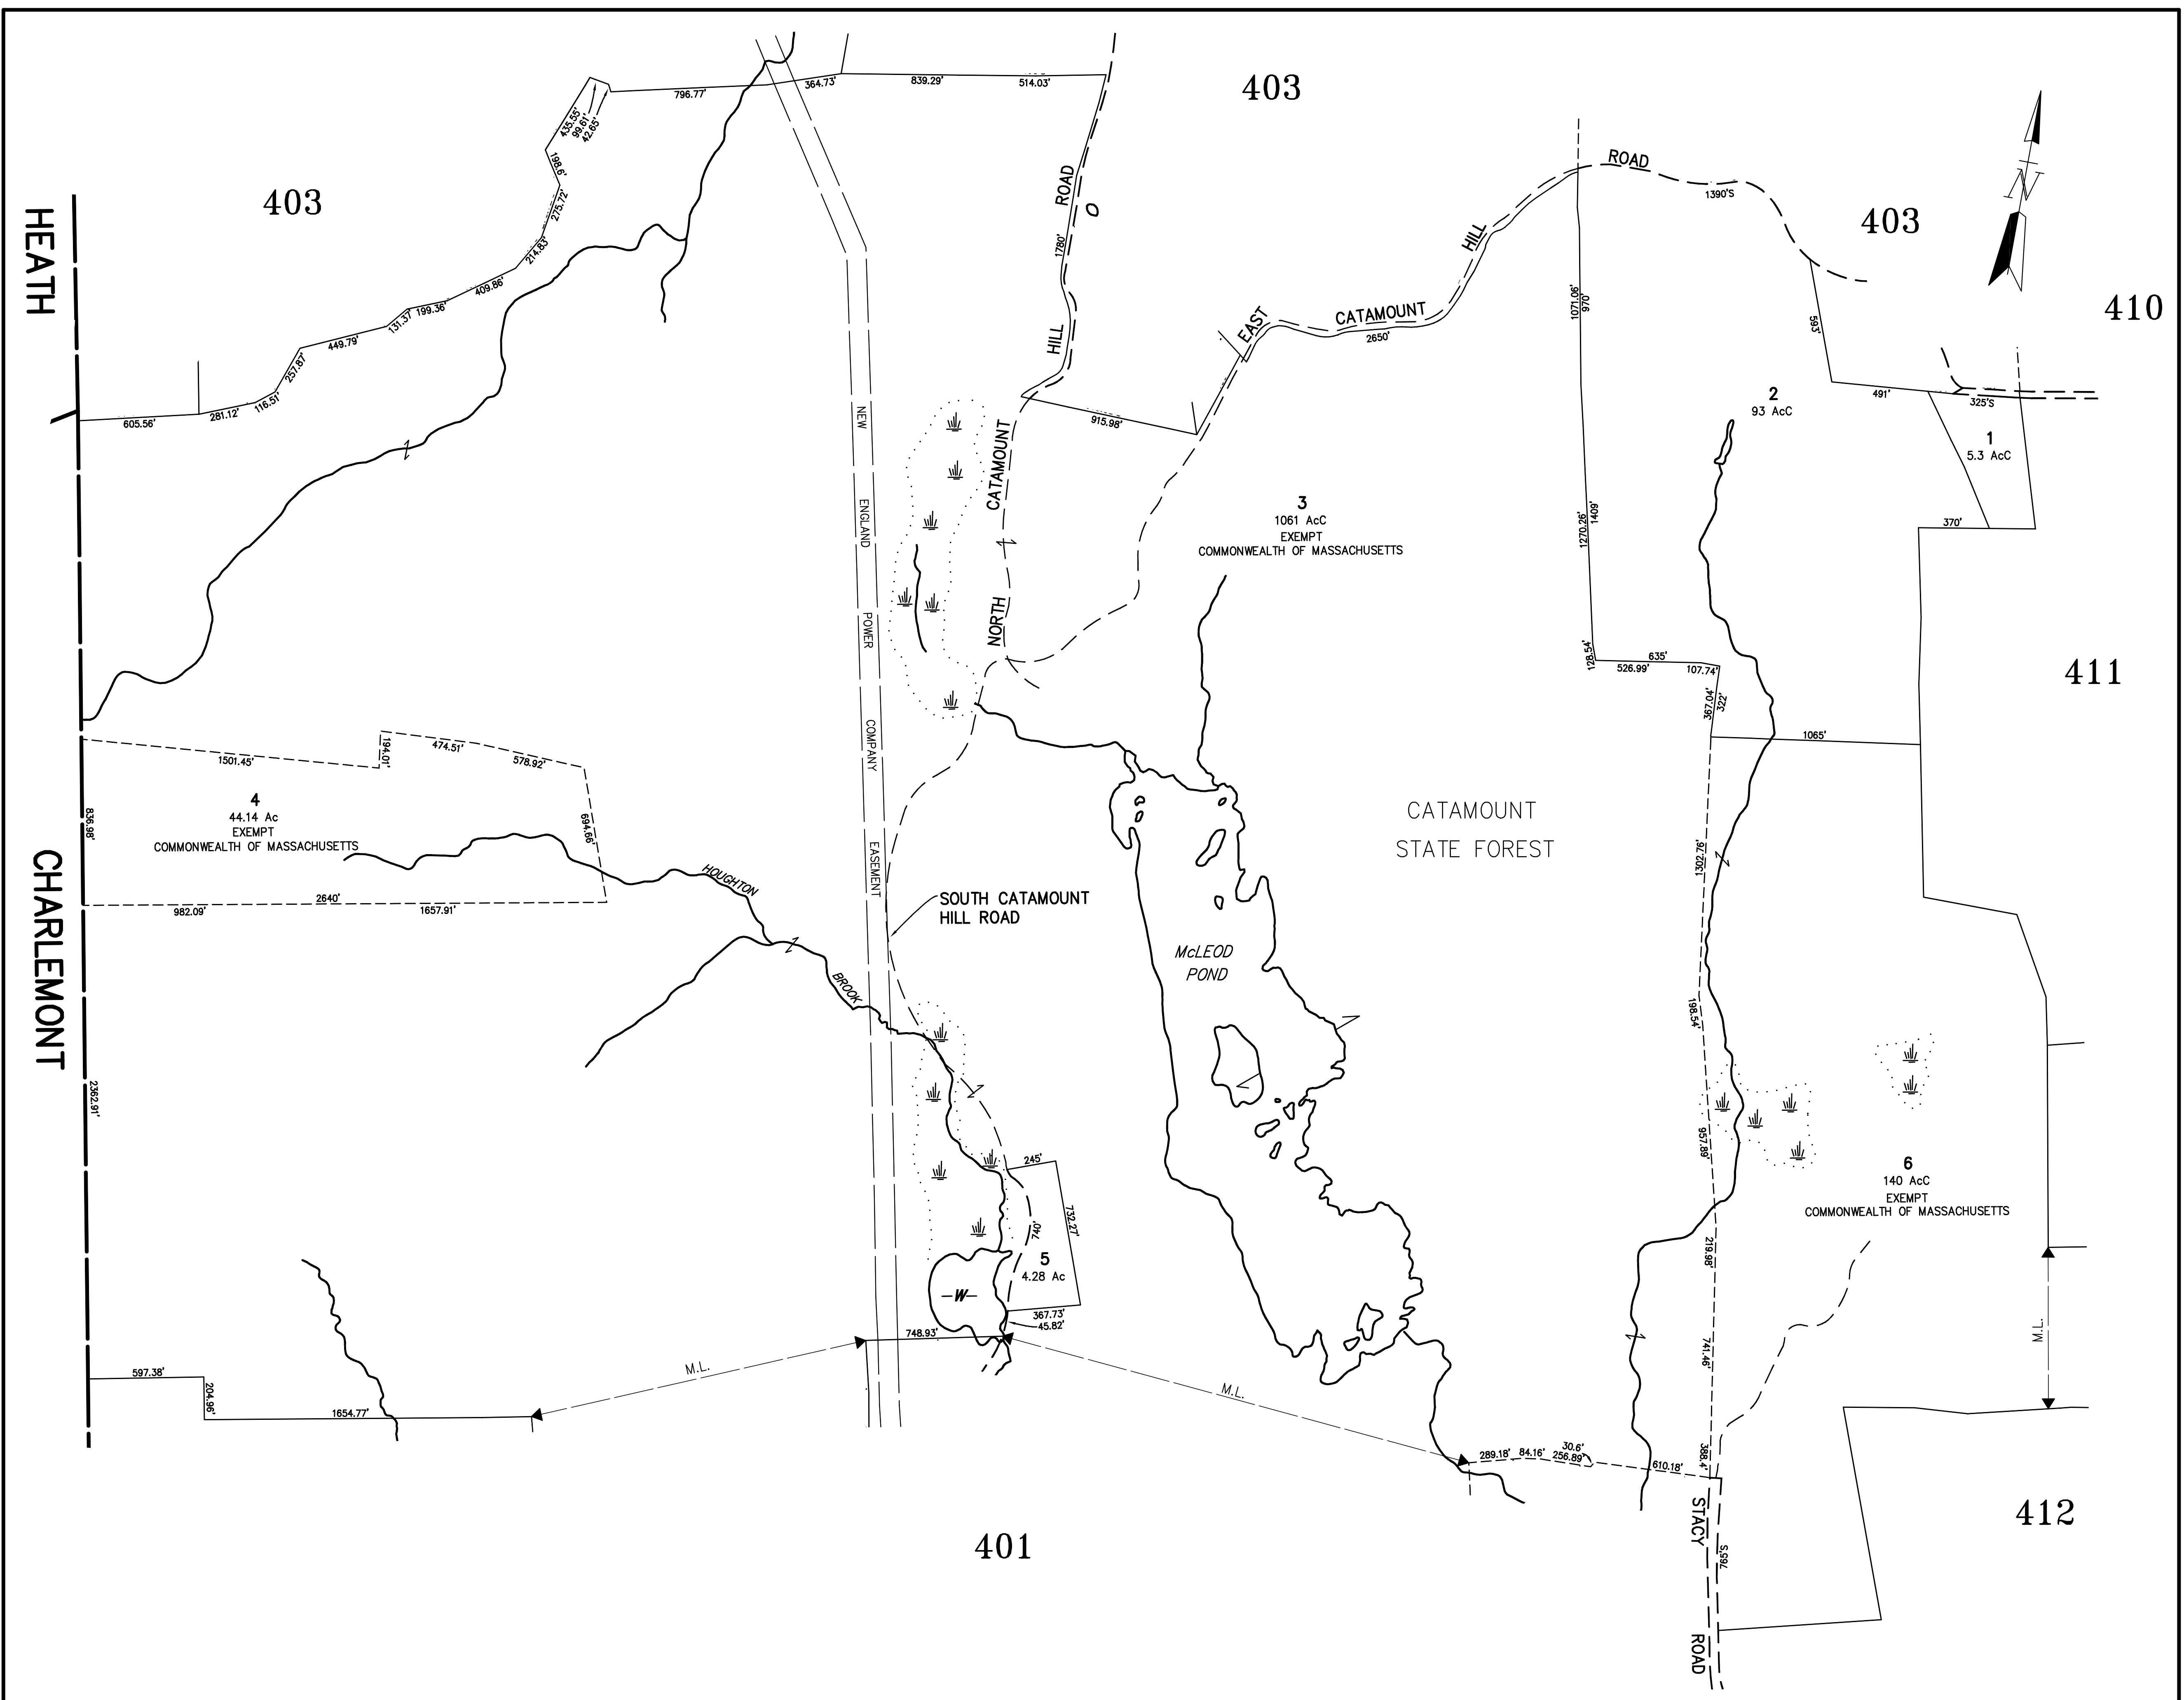 403
403
403
410
411
412
401
HEATH
CHARLEMONT
N
435.55'
99.61'
42.65'
796.77'
364.73'
839.29'
514.03'
198.6'
275.72'
214.83'
409.86'
199.36'
131.37'
449.79'
257.87'
116.51'
281.12'
605.56'
ROAD
1780'
HILL
CATAMOUNT
NORTH
915.98'
EAST
CATAMOUNT
2650'
HILL
ROAD
1390'S
1071.06'
970'
593'
491'
325'S
2
93 AcC
1
5.3 AcC
370'
3
1061 AcC
EXEMPT
COMMONWEALTH OF MASSACHUSETTS
1270.26'
1409'
128.54'
635'
526.99'
107.74'
367.04'
322'
1065'
NEW
ENGLAND
POWER
COMPANY
EASEMENT
1501.45'
194.01'
474.51'
578.92'
694.66'
836.98'
4
44.14 Ac
EXEMPT
COMMONWEALTH OF MASSACHUSETTS
2640'
982.09'
1657.91'
HOUGHTON
BROOK
SOUTH CATAMOUNT
HILL ROAD
McLEOD
POND
CATAMOUNT
STATE FOREST
1302.76'
198.54'
957.89'
2362.91'
245'
732.27'
740'
5
4.28 Ac
367.73'
45.82'
W
748.93'
6
140 AcC
EXEMPT
COMMONWEALTH OF MASSACHUSETTS
219.98'
741.46'
388.4'
M.L.
M.L.
M.L.
597.38'
204.96'
1654.77'
289.18'
84.16'
30.6'
256.89'
610.18'
STACY
765'S
ROAD